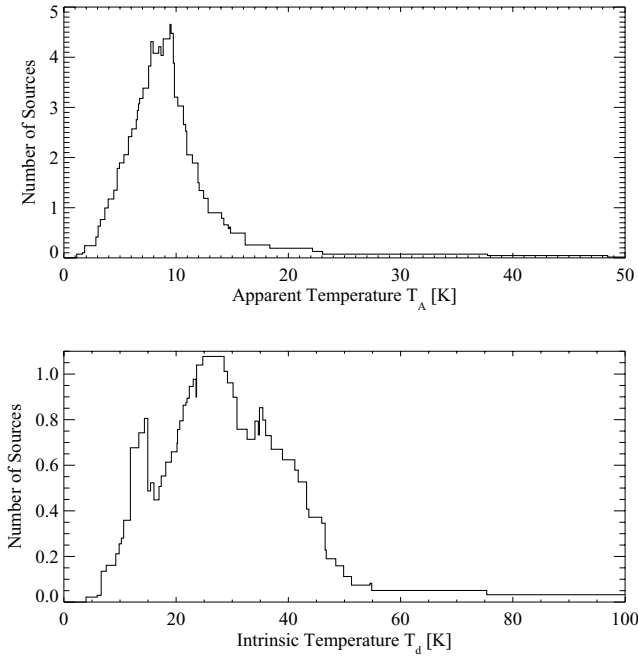 5
4
3
2
1
0
Number of Sources
0 10 20 30 40 50
Apparent Temperature T_A [K]
1.0
0.8
0.6
0.4
0.2
0.0
Number of Sources
0 20 40 60 80 100
Intrinsic Temperature T_d [K]